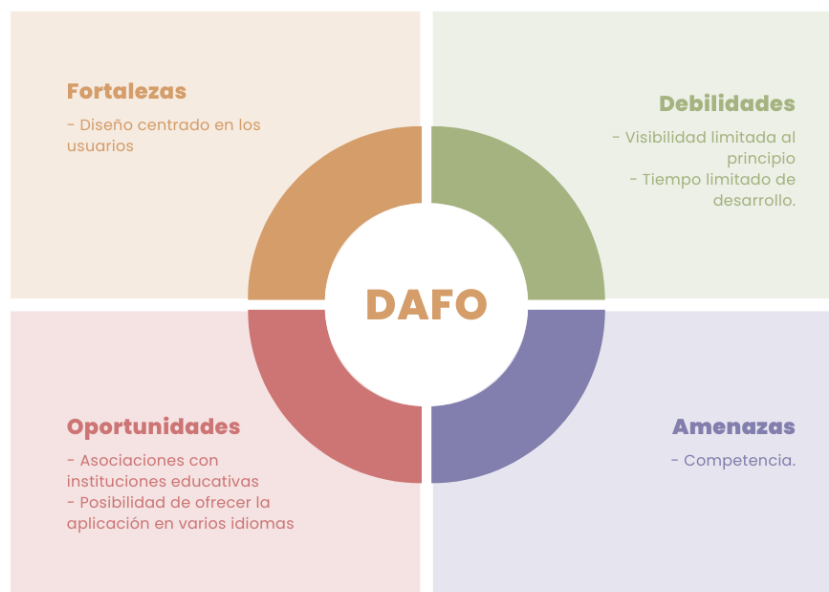 Fortalezas
- Diseño centrado en los
usuarios
Debilidades
- Visibilidad limitada al
principio
- Tiempo limitado de
desarrollo.
DAFO
Oportunidades
- Asociaciones con
instituciones educativas
- Posibilidad de ofrecer la
aplicación en varios idiomas
Amenazas
- Competencia.